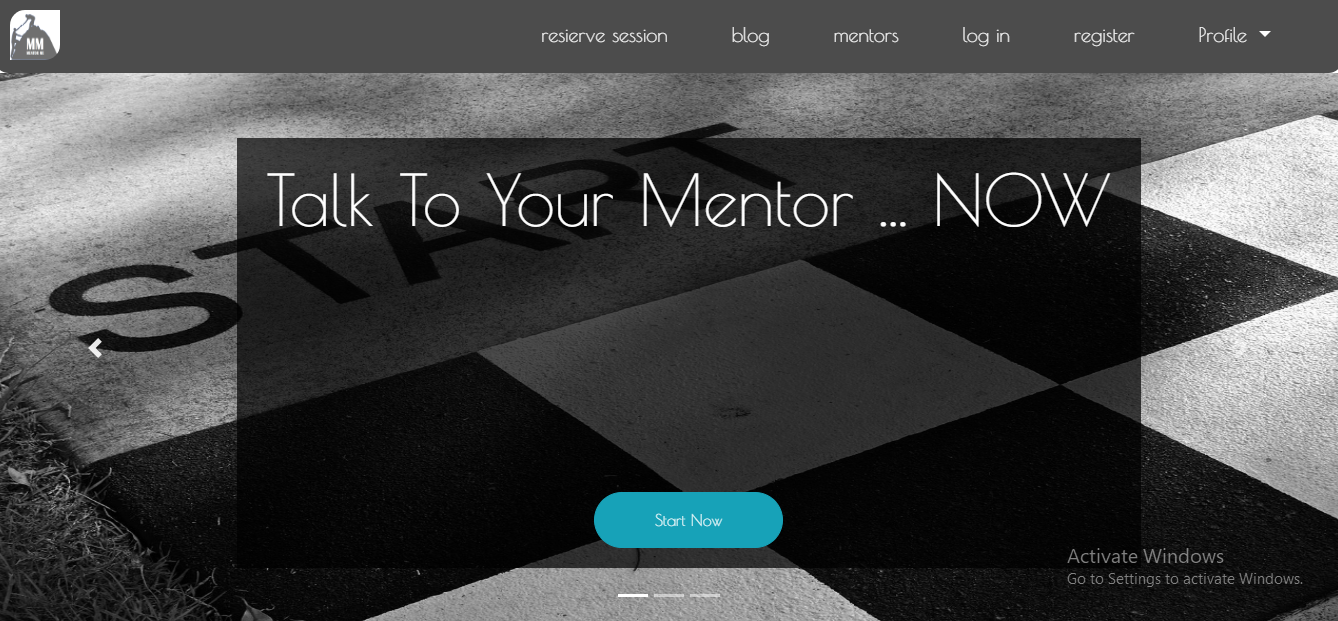 MM
resierve session
blog
mentors
log in
register
Profile
START
Talk To Your Mentor ... NOW
Start Now
Activate Windows
Go to Settings to activate Windows.